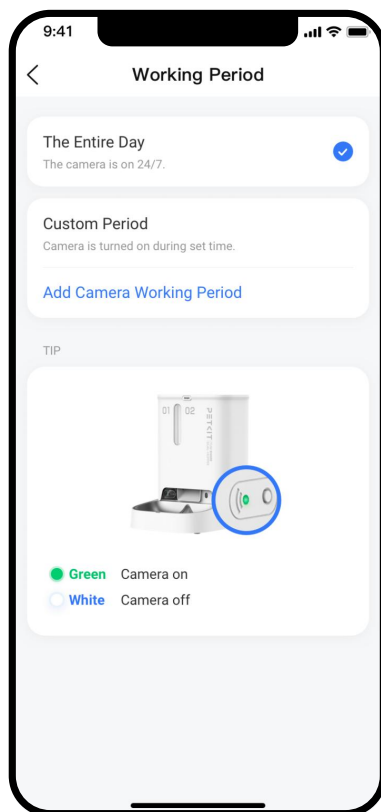 9:41
Working Period
The Entire Day
The camera is on 24/7.
Custom Period
Camera is turned on during set time.
Add Camera Working Period
TIP
01 02
PETKIT
Green Camera on
White Camera off